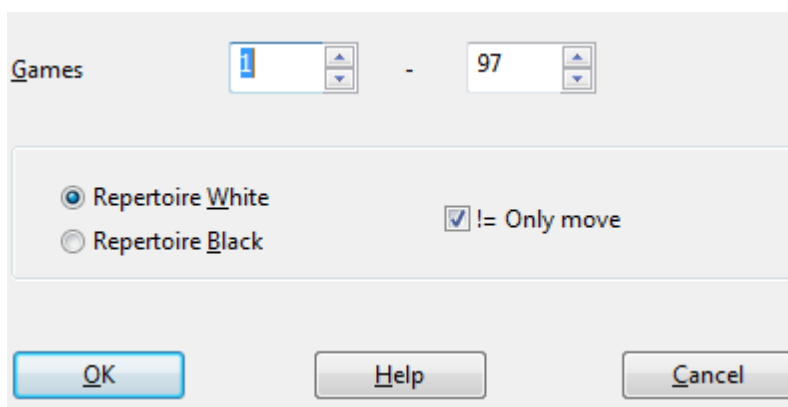 Games 1 - 97
Repertoire White
!= Only move
Repertoire Black
OK Help Cancel